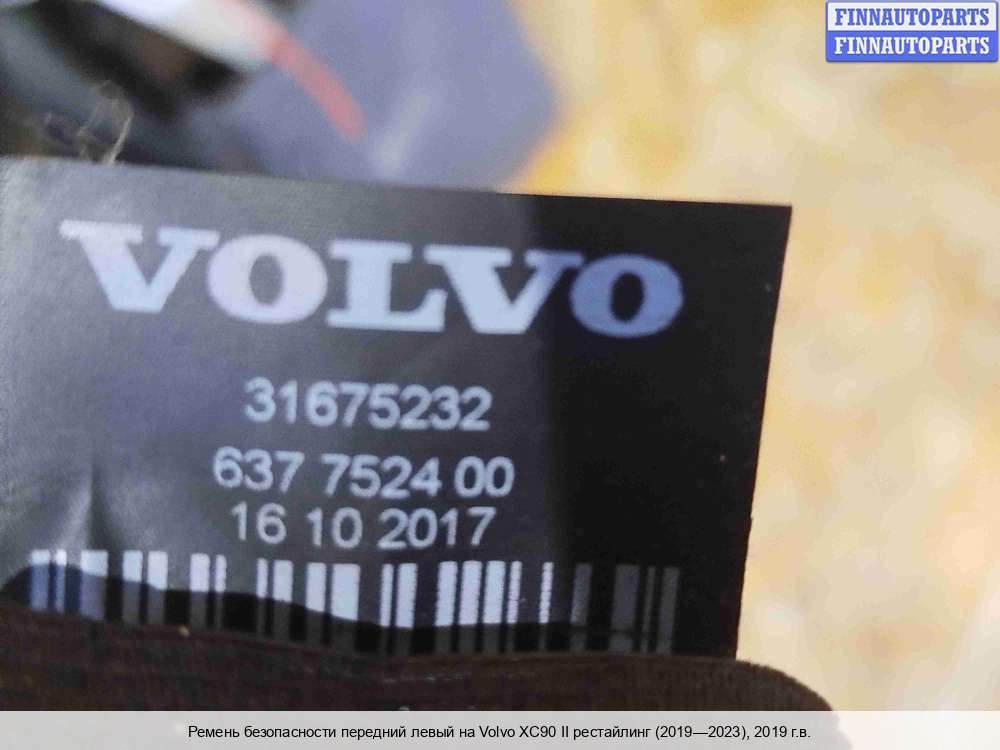 FINNAUTOPARTS
FINNAUTOPARTS
VOLVO
31675232
637 7524 00
16 10 2017
Ремень безопасности передний левый на Volvo XC90 II рестайлинг (2019—2023), 2019 г.в.